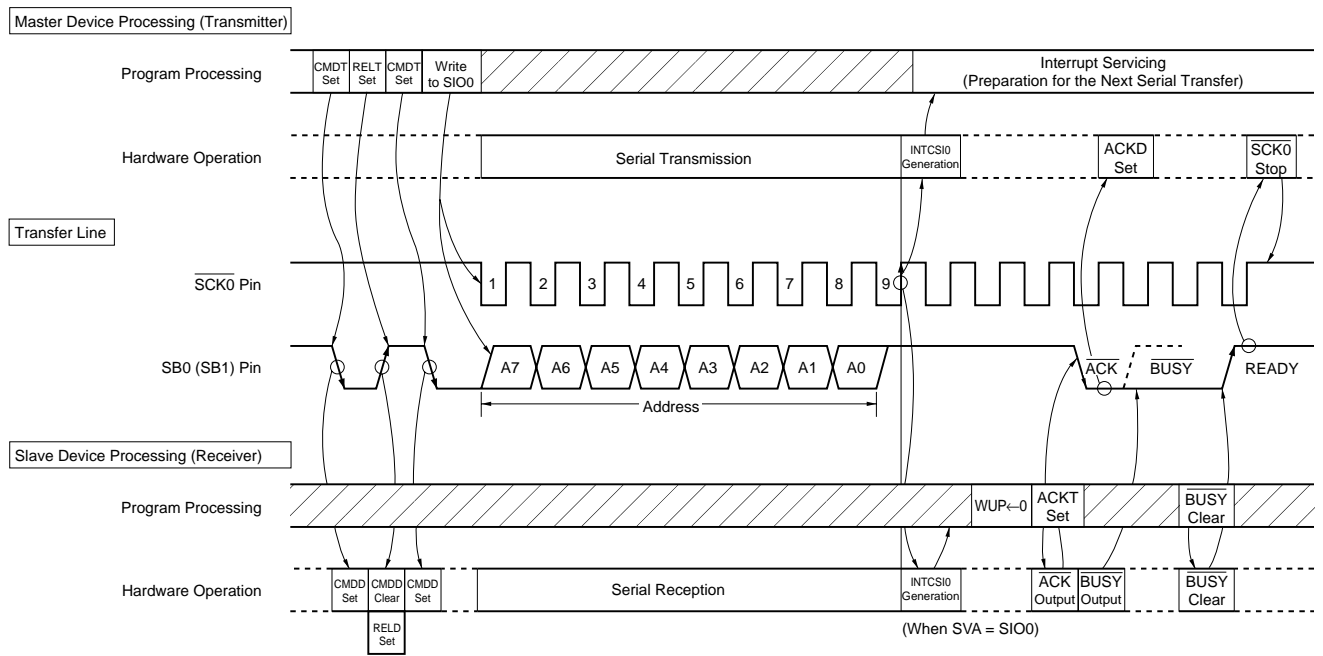 Master Device Processing (Transmitter)
Program Processing
CMDT
Set
RELT
Set
CMDT
Set
Write
to SIO0
Interrupt Servicing
(Preparation for the Next Serial Transfer)
Hardware Operation
Serial Transmission
INTCSI0
Generation
ACKD
Set
SCK0
Stop
Transfer Line
SCK0 Pin
1 2 3 4 5 6 7 8 9
SB0 (SB1) Pin
A7 A6 A5 A4 A3 A2 A1 A0
ACK
BUSY
READY
Address
Slave Device Processing (Receiver)
Program Processing
WUP←0
ACKT
Set
BUSY
Clear
Hardware Operation
CMDD
Set
CMDD
Clear
CMDD
Set
Serial Reception
INTCSI0
Generation
ACK
Output
BUSY
Output
BUSY
Clear
RELD
Set
(When SVA = SIO0)